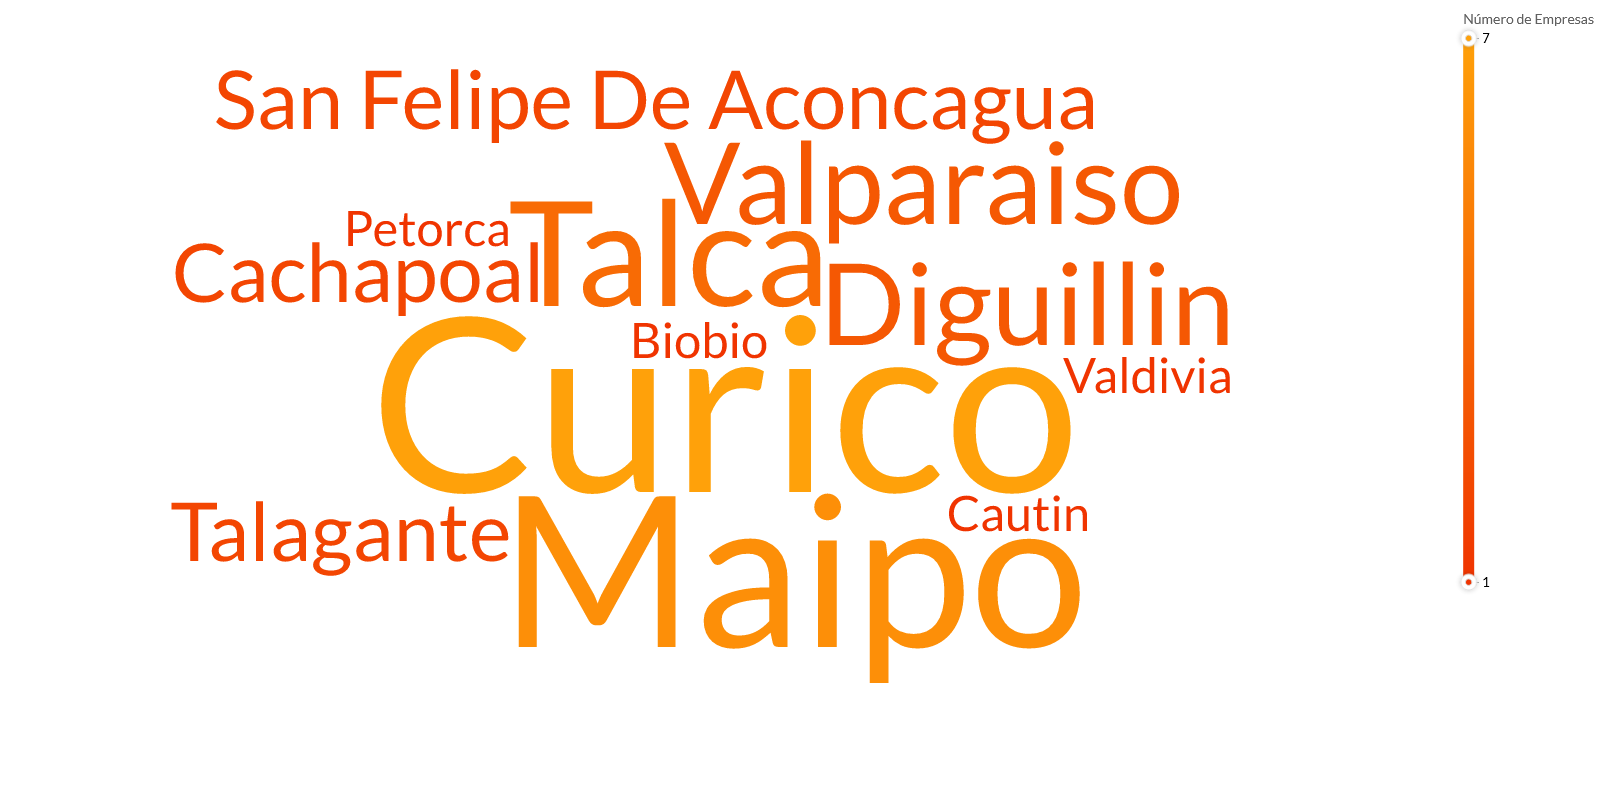 Número de Empresas
7
San Felipe De Aconcagua
Valparaiso
Petorca
Talca
Cachapoal
Diguillin
Biobio
Valdivia
Curico
Talagante
Cautin
Maipo
1